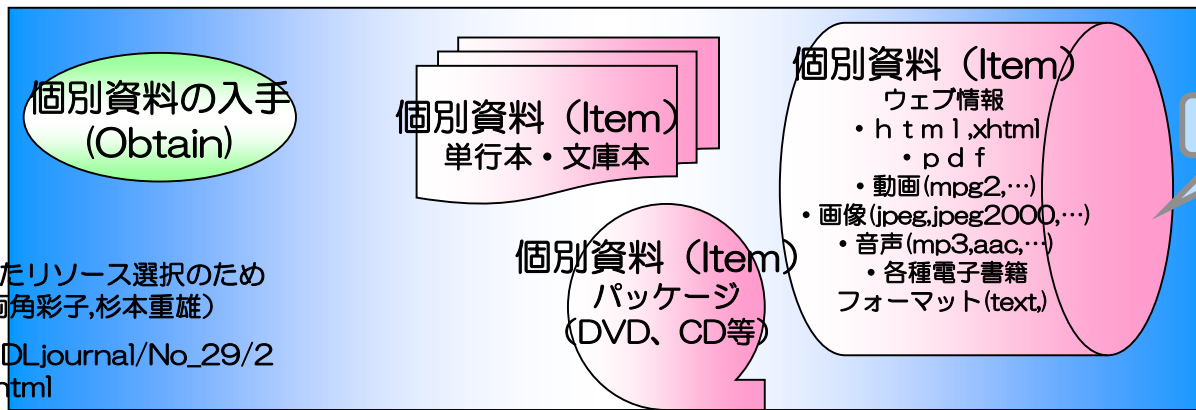 個別資料の入手
(Obtain)
個別資料（Item）
単行本・文庫本
個別資料（Item）
パッケージ
（DVD、CD等）
個別資料（Item）
ウェブ情報
・ｈｔｍｌ,xhtml
・ｐｄｆ
・動画(mpg2,…)
・画像(jpeg,jpeg2000,…)
・音声(mp3,aac,…)
・各種電子書籍
フォーマット(text,)
たリソース選択のため
角彩子,杉本重雄）
DLjournal/No_29/2
html